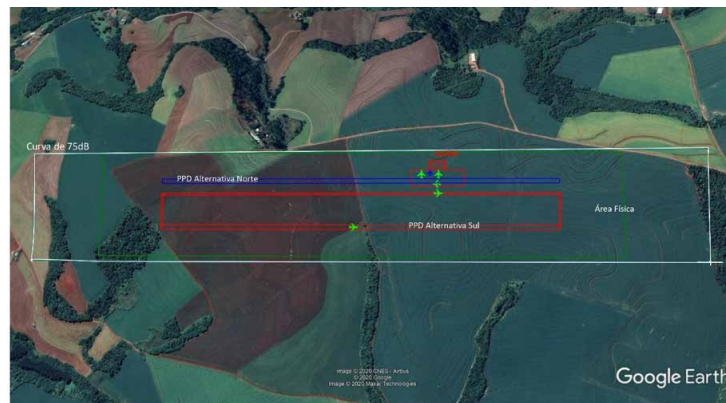 Curva de 75dB
PPD Alternativa Norte
Área Física
PPD Alternativa Sul
Image © 2020 CNES - Airbus
© 2020 Google
Image © 2020 Maxar Technologies
Google Earth